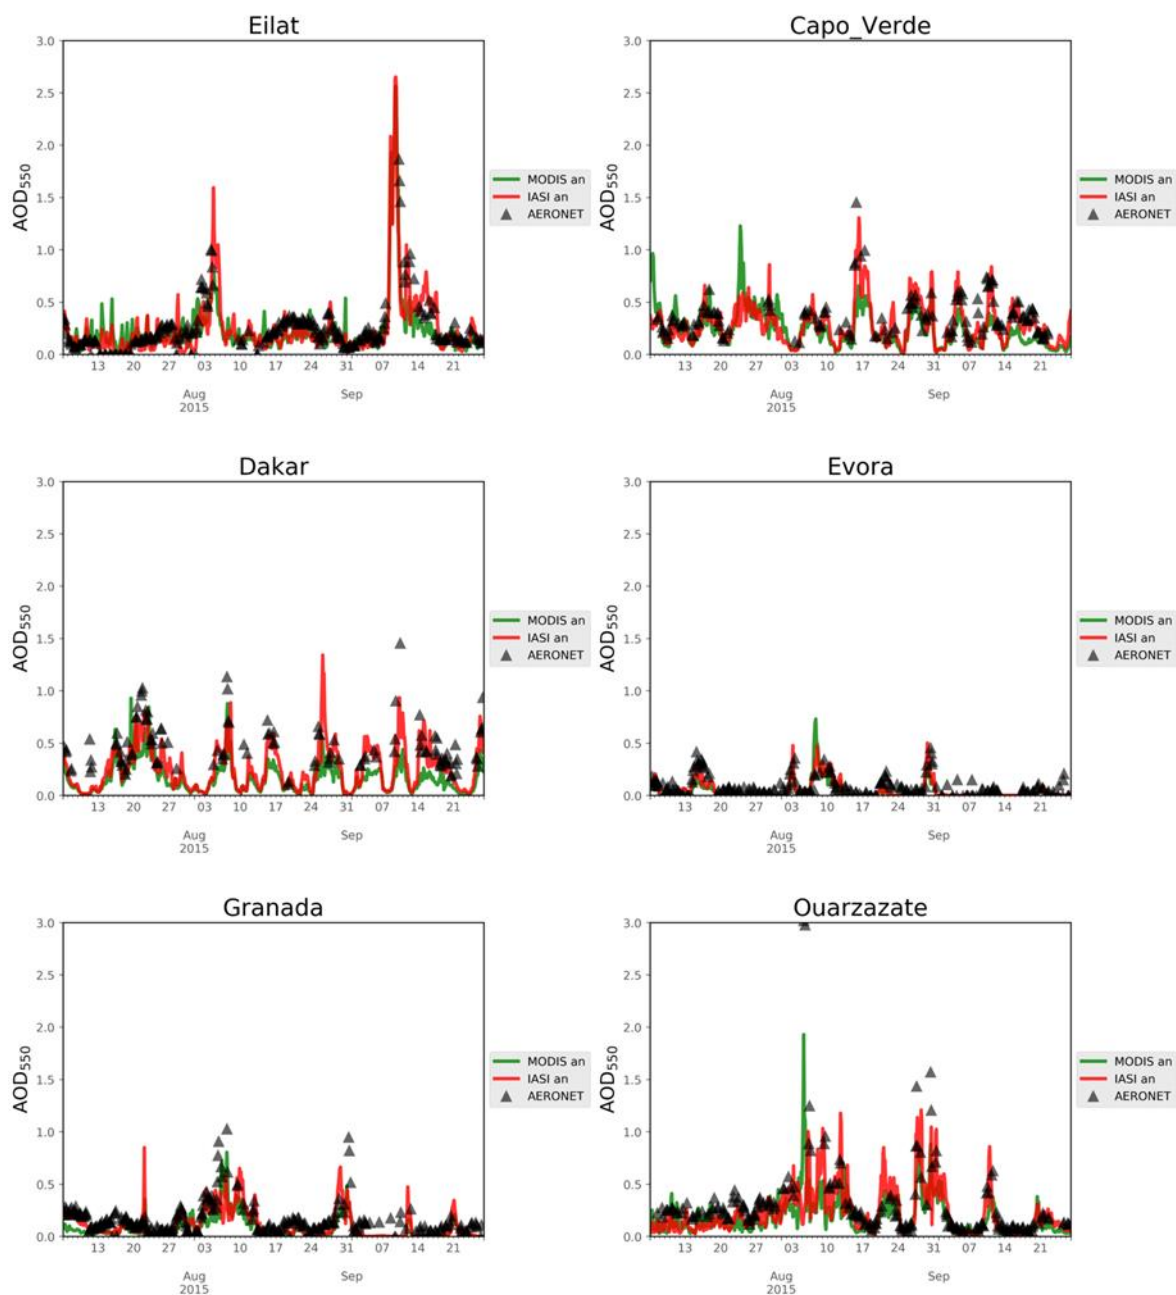 Eilat
3.0
2.5
2.0
1.5
1.0
0.5
0.0
AOD550
13 20 27 03 10 17 24 31 07 14 21
Aug Sep
2015
MODIS an
IASI an
AERONET
Capo_Verde
3.0
2.5
2.0
1.5
1.0
0.5
0.0
AOD550
13 20 27 03 10 17 24 31 07 14 21
Aug Sep
2015
MODIS an
IASI an
AERONET
Dakar
3.0
2.5
2.0
1.5
1.0
0.5
0.0
AOD550
13 20 27 03 10 17 24 31 07 14 21
Aug Sep
2015
MODIS an
IASI an
AERONET
Evora
3.0
2.5
2.0
1.5
1.0
0.5
0.0
AOD550
13 20 27 03 10 17 24 31 07 14 21
Aug Sep
2015
MODIS an
IASI an
AERONET
Granada
3.0
2.5
2.0
1.5
1.0
0.5
0.0
AOD550
13 20 27 03 10 17 24 31 07 14 21
Aug Sep
2015
MODIS an
IASI an
AERONET
Ouarzazate
3.0
2.5
2.0
1.5
1.0
0.5
0.0
AOD550
13 20 27 03 10 17 24 31 07 14 21
Aug Sep
2015
MODIS an
IASI an
AERONET